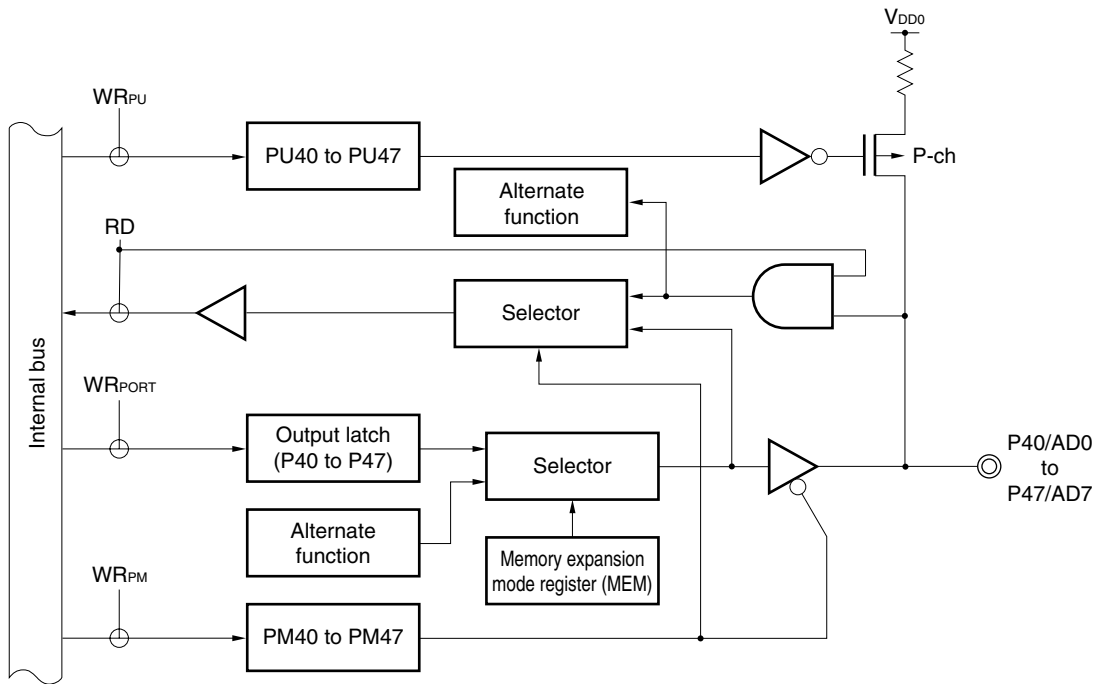 VDD0
WRPU
PU40 to PU47
P-ch
Alternate
function
RD
Selector
Internal bus
WRPORT
Output latch
(P40 to P47)
Selector
P40/AD0
to
P47/AD7
Alternate
function
Memory expansion
mode register (MEM)
WRPM
PM40 to PM47